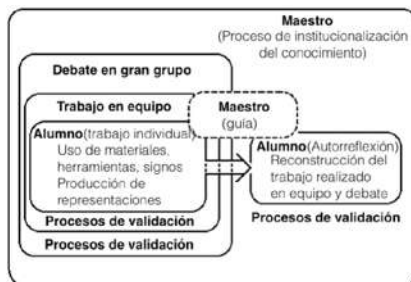 Maestro
(Proceso de institucionalización
del conocimiento)
Debate en gran grupo
Trabajo en equipo
Maestro
(guía)
Alumno(trabajo individual)
Uso de materiales,
herramientas, signos
Producción de
representaciones
Procesos de validación
Procesos de validación
Alumno(Autorreflexión)
Reconstrucción del
trabajo realizado
en equipo y debate
Procesos de validación